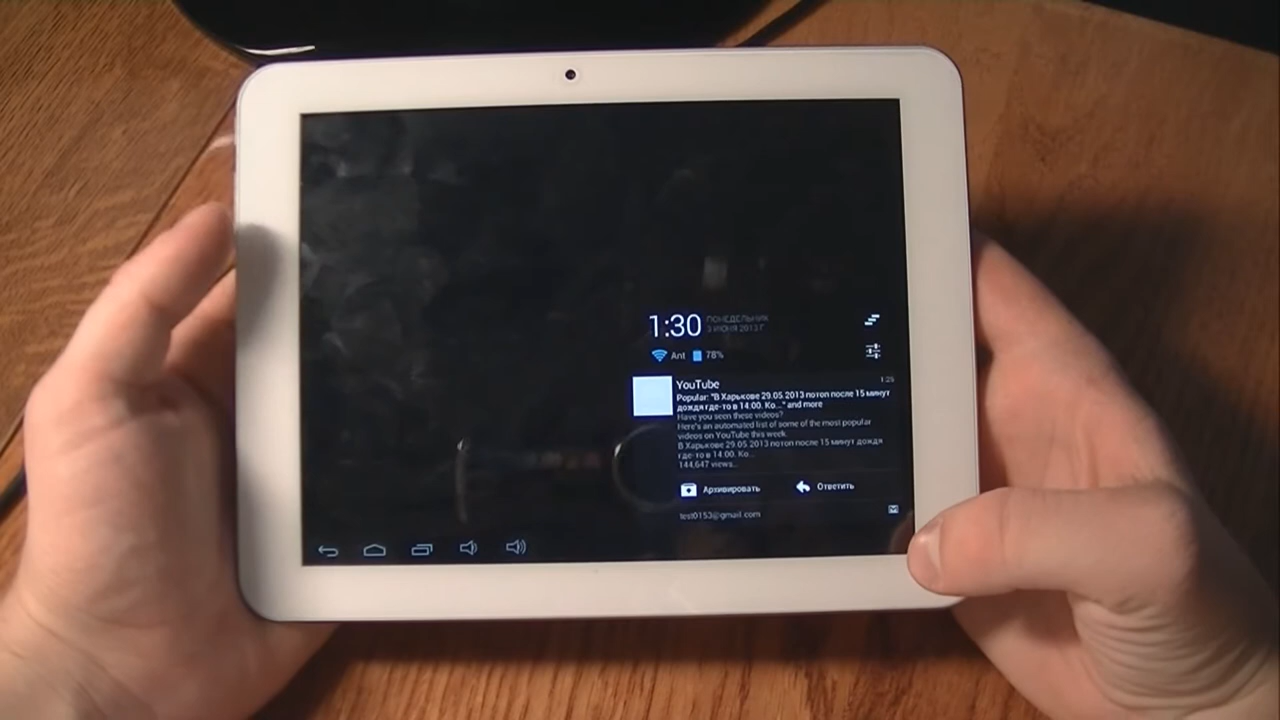 1:30
ПОНЕДЕЛЬНИК
3 ИЮНЯ 2013 Г.
Ant 78%
YouTube 1:25
Popular: "В Харькове 29.05.2013 потоп после 15 минут
дождя где-то в 14:00. Ко..." and more
Have you seen these videos?
Here's an automated list of some of the most popular
videos on YouTube this week.
В Харькове 29.05.2013 потоп после 15 минут дождя
где-то в 14:00. Ко...
144,647 views...
Архивировать Ответить
test0153@gmail.com